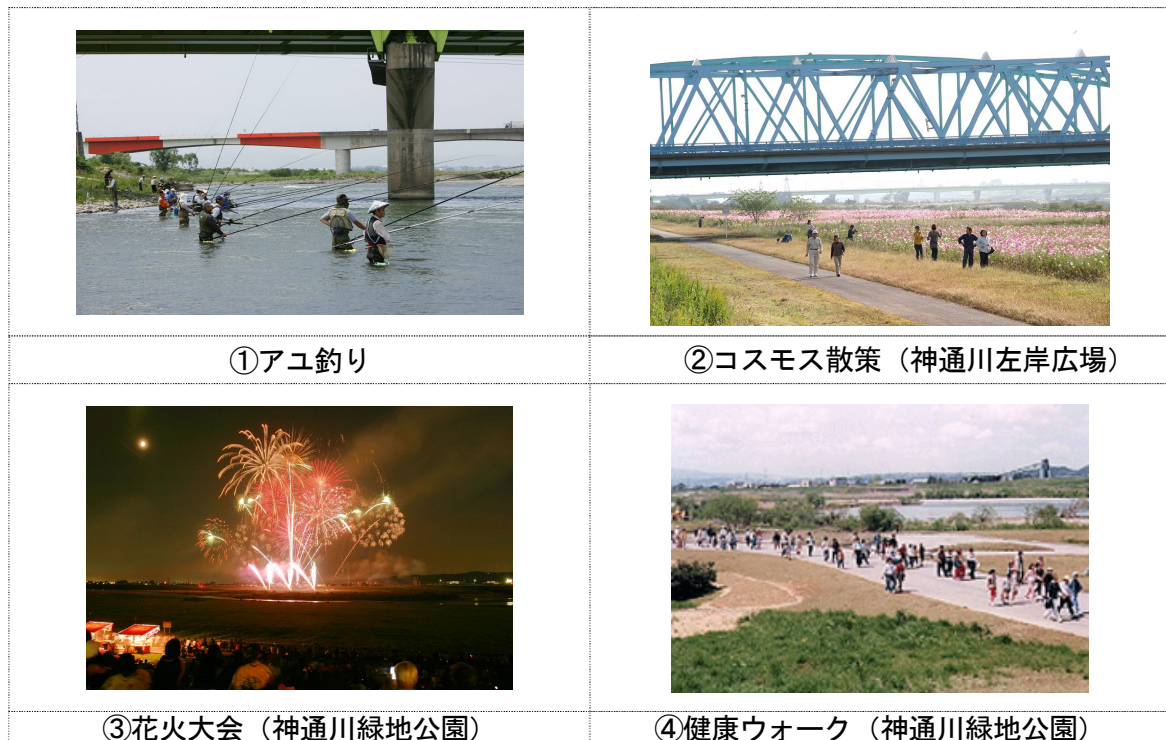 ①アユ釣り
②コスモス散策（神通川左岸広場）
③花火大会（神通川緑地公園）
④健康ウォーク（神通川緑地公園）